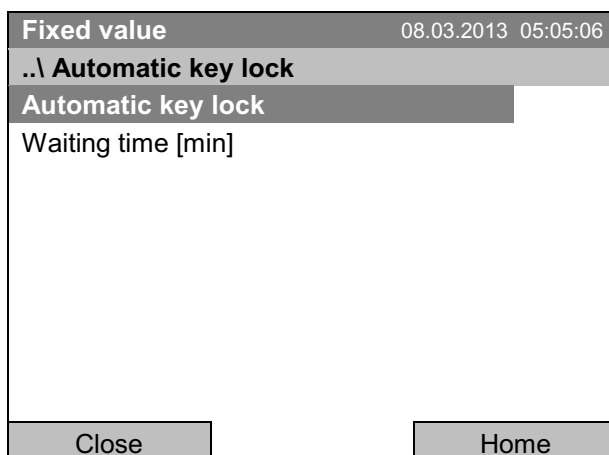 Fixed value 08.03.2013 05:05:06
..\ Automatic key lock
Automatic key lock
Waiting time [min]
Close Home